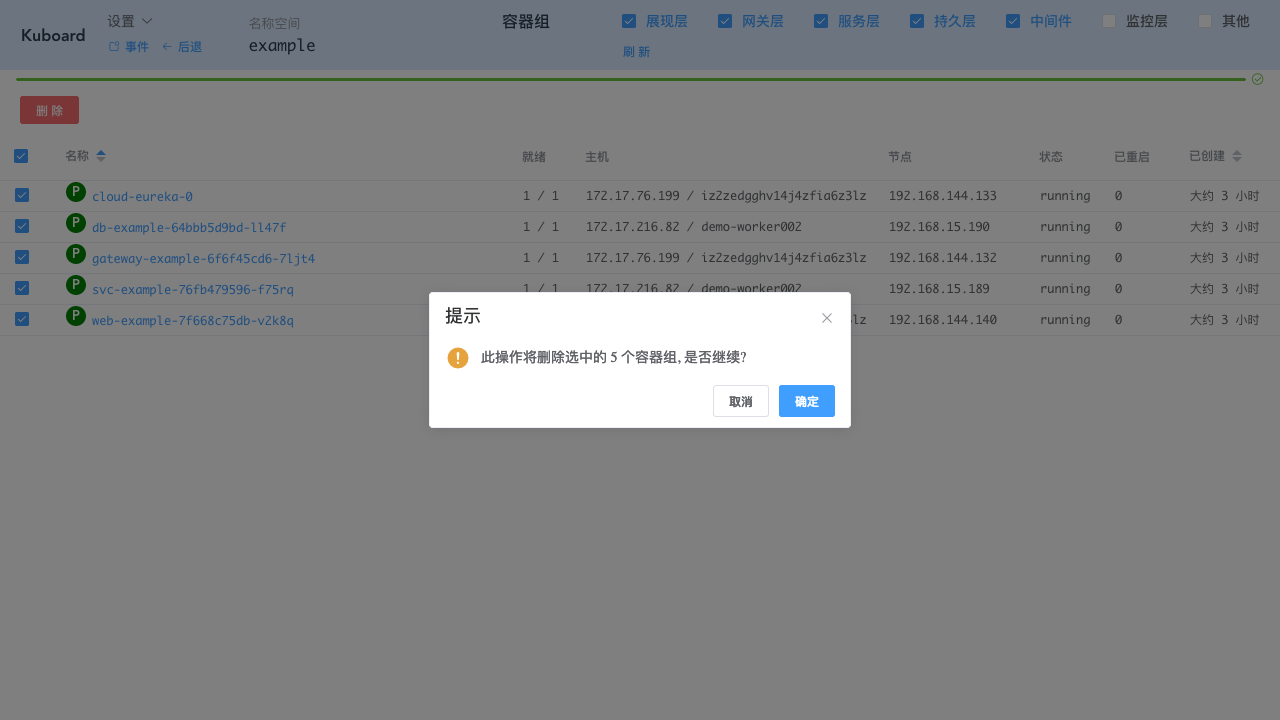 Kuboard
设置
事件 后退
名称空间
example
容器组
展现层 网关层 服务层 持久层 中间件 监控层 其他
刷 新
删 除
名称 就绪 主机 节点 状态 已重启 已创建
P cloud-eureka-0 1 / 1 172.17.76.199 / iz2zedgghv14j4zfia6z3lz 192.168.144.133 running 0 大约 3 小时
P db-example-64bbb5d9bd-ll47f 1 / 1 172.17.216.82 / demo-worker002 192.168.15.190 running 0 大约 3 小时
P gateway-example-6f6f45cd6-7ljt4 1 / 1 172.17.76.199 / iz2zedgghv14j4zfia6z3lz 192.168.144.132 running 0 大约 3 小时
P svc-example-76fb479596-f75rq 1 / 1 172.17.216.82 / demo-worker002 192.168.15.189 running 0 大约 3 小时
P web-example-7f668c75db-v2k8q 192.168.144.140 running 0 大约 3 小时
提示
此操作将删除选中的 5 个容器组, 是否继续?
取消 确定